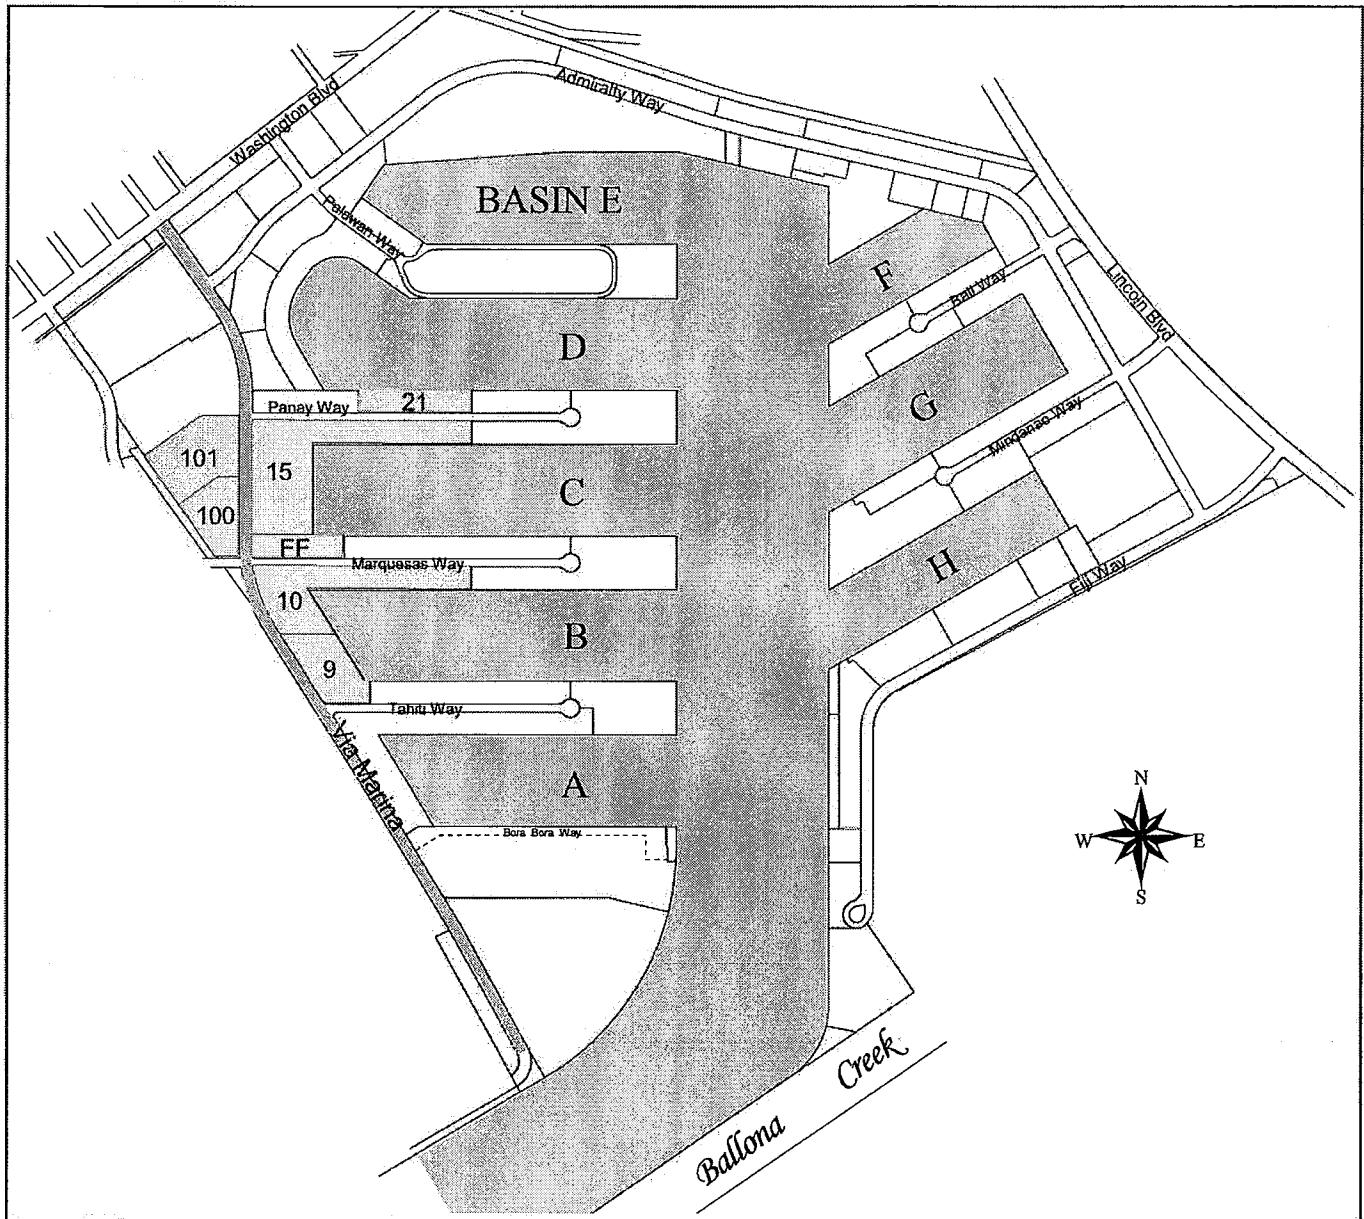 Washington Blvd
Admiralty Way
BASIN E
Palawan Way
F
Bali Way
Lincoln Blvd
D
Panay Way
21
G
Mindanao Way
101
15
C
100
FF
Marquesas Way
H
Fiji Way
10
B
9
Tahiti Way
Via Marina
A
Bora Bora Way
N
W
E
S
Ballona Creek